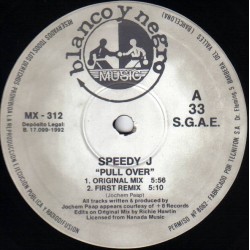 blanco y negro
MUSIC
MX - 312
Depósito Legal:
B. 17.089-1992
A
33
S.G.A.E.
SPEEDY J
"PULL OVER"
1. ORIGINAL MIX 5:56
2. FIRST REMIX 5:10
(Jochem Paap)
All tracks written & produced by
Jochem Paap appears courtesy of + 8 Records
Edits on Original Mix by Richie Hawtin
Licensed from Nanada Music